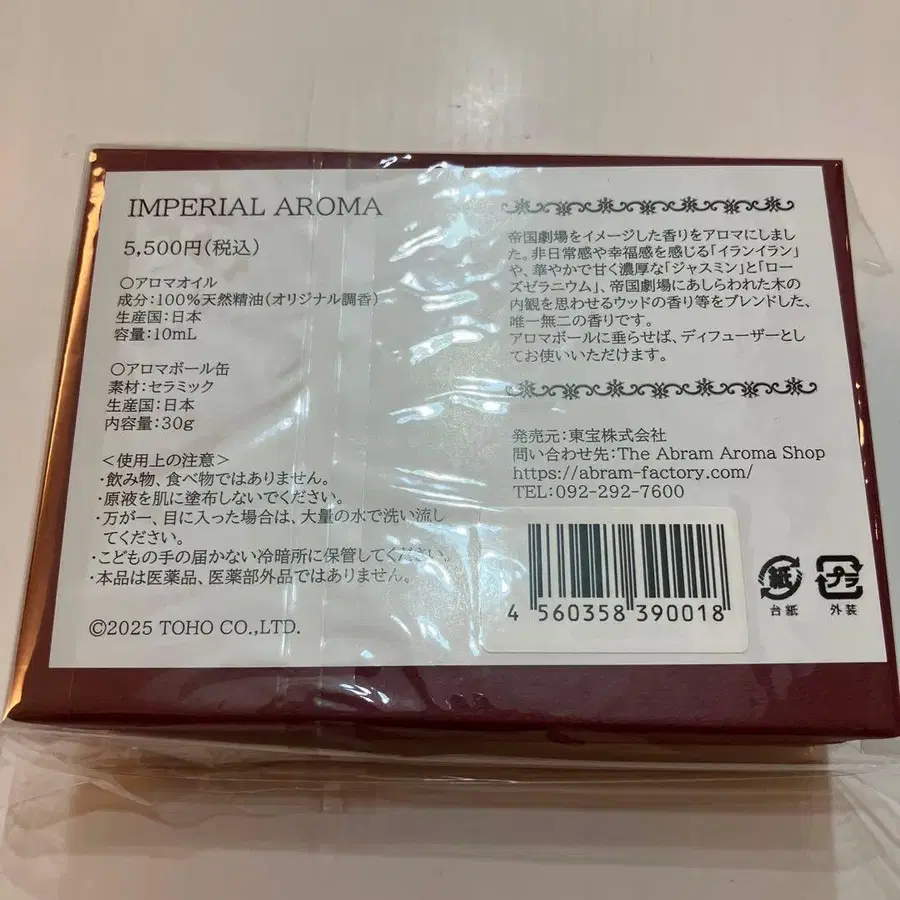 IMPERIAL AROMA
5,500円(税込)
○アロマオイル
成分:100%天然精油(オリジナル調香)
生産国:日本
容量:10mL
○アロマボール缶
素材:セラミック
生産国:日本
内容量:30g
<使用上の注意>
・飲み物、食べ物ではありません。
・原液を肌に塗布しないでください。
・万が一、目に入った場合は、大量の水で洗い流し
てください。
・こどもの手の届かない冷暗所に保管してください。
・本品は医薬品、医薬部外品ではありません。
©2025 TOHO CO.,LTD.
帝国劇場をイメージした香りをアロマにしまし
た。非日常感や幸福感を感じる「イランイラン」
や、華やかで甘く濃厚な「ジャスミン」と「ロー
ズゼラニウム」、帝国劇場にあしらわれた木の
内観を思わせるウッドの香り等をブレンドした、
唯一無二の香りです。
アロマボールに垂らせば、ディフューザーとし
てお使いいただけます。
発売元:東宝株式会社
問い合わせ先:The Abram Aroma Shop
https://abram-factory.com/
TEL:092-292-7600
4 560358 390018
紙
台紙
プラ
外装